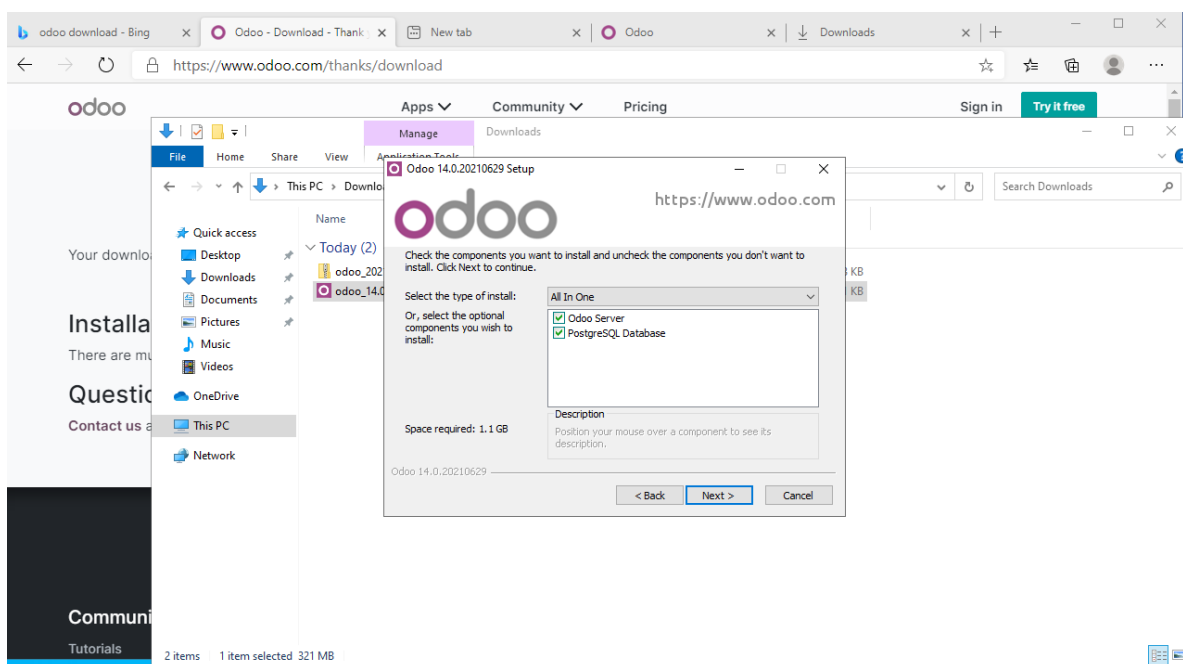 odoo download - Bing
Odoo - Download - Thank
New tab
Odoo
Downloads
https://www.odoo.com/thanks/download
odoo
Apps
Community
Pricing
Sign in
Try it free
Manage
Downloads
File
Home
Share
View
Application Tools
This PC
Downlo
Search Downloads
Your downlo
Installa
There are mu
Questio
Contact us a
Communi
Tutorials
Quick access
Desktop
Downloads
Documents
Pictures
Music
Videos
OneDrive
This PC
Network
Name
Today (2)
odoo_202
KB
odoo_14.0
KB
Odoo 14.0.20210629 Setup
odoo
https://www.odoo.com
Check the components you want to install and uncheck the components you don't want to
install. Click Next to continue.
Select the type of install:
All In One
Or, select the optional
components you wish to
install:
Odoo Server
PostgreSQL Database
Space required: 1.1 GB
Description
Position your mouse over a component to see its
description.
Odoo 14.0.20210629
< Back
Next >
Cancel
2 items
1 item selected
321 MB